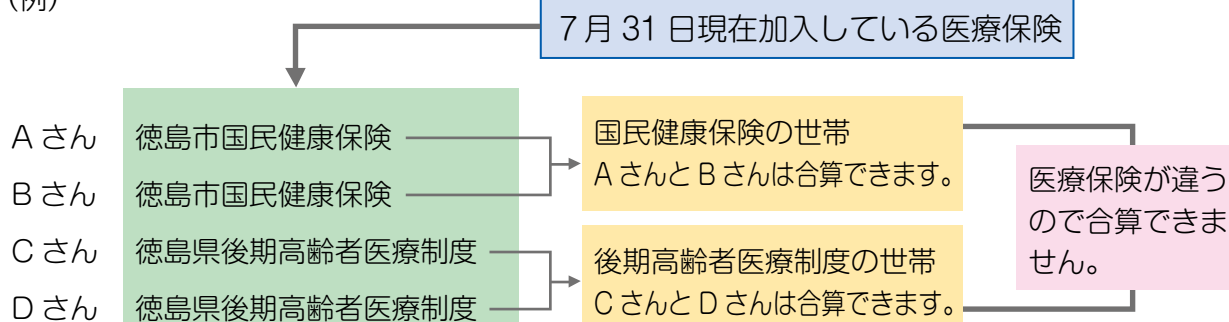 (例)
7月31日現在加入している医療保険
Aさん 徳島市国民健康保険
Bさん 徳島市国民健康保険
Cさん 徳島県後期高齢者医療制度
Dさん 徳島県後期高齢者医療制度
国民健康保険の世帯
AさんとBさんは合算できます。
後期高齢者医療制度の世帯
CさんとDさんは合算できます。
医療保険が違う
ので合算できま
せん。